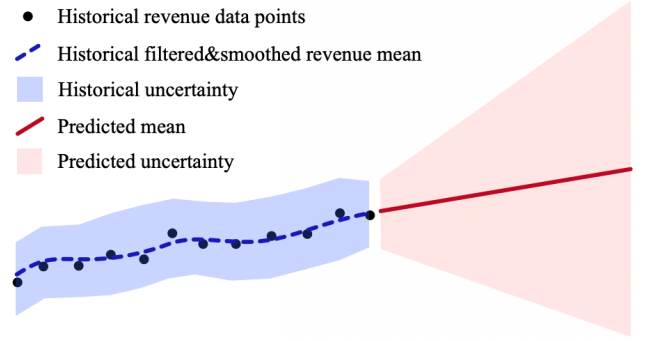 Historical revenue data points
Historical filtered&smoothed revenue mean
Historical uncertainty
Predicted mean
Predicted uncertainty